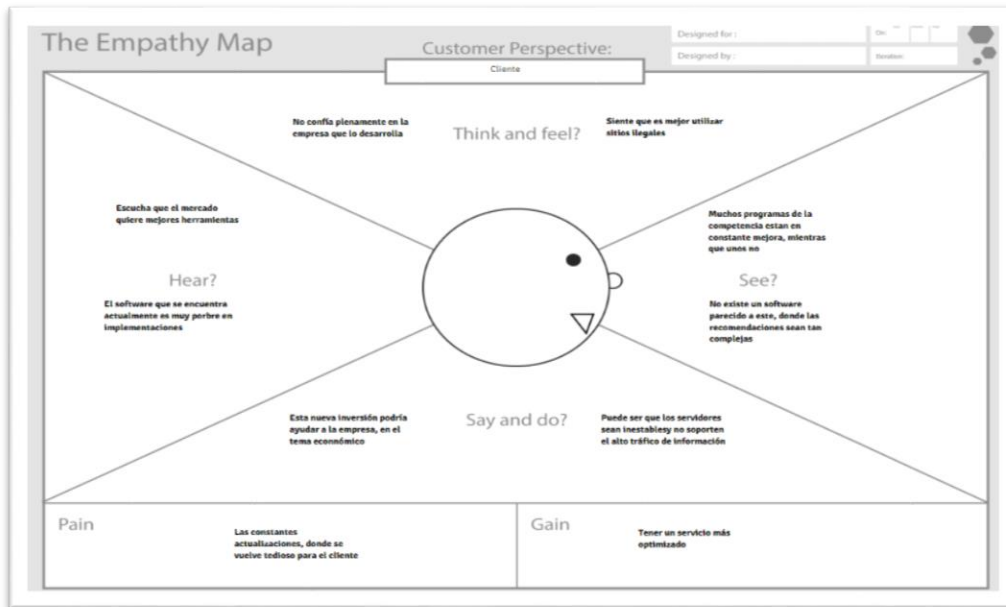 The Empathy Map
Customer Perspective:
Cliente
Designed for :
Designed by :
On:
Iteration:
No confía plenamente en la
empresa que lo desarrolla
Think and feel?
Siente que es mejor utilizar
sitios ilegales
Escucha que el mercado
quiere mejores herramientas
Hear?
El software que se encuentra
actualmente es muy porbre en
implementaciones
Muchos programas de la
competencia estan en
constante mejora, mientras
que unos no
See?
No existe un software
parecido a este, donde las
recomendaciones sean tan
complejas
Esta nueva inversión podría
ayudar a la empresa, en el
tema econnómico
Say and do?
Puede ser que los servidores
sean inestablesy no soporten
el alto tráfico de información
Pain
Las constantes
actualizaciones, donde se
vuelve tedioso para el cliente
Gain
Tener un servicio más
optimizado